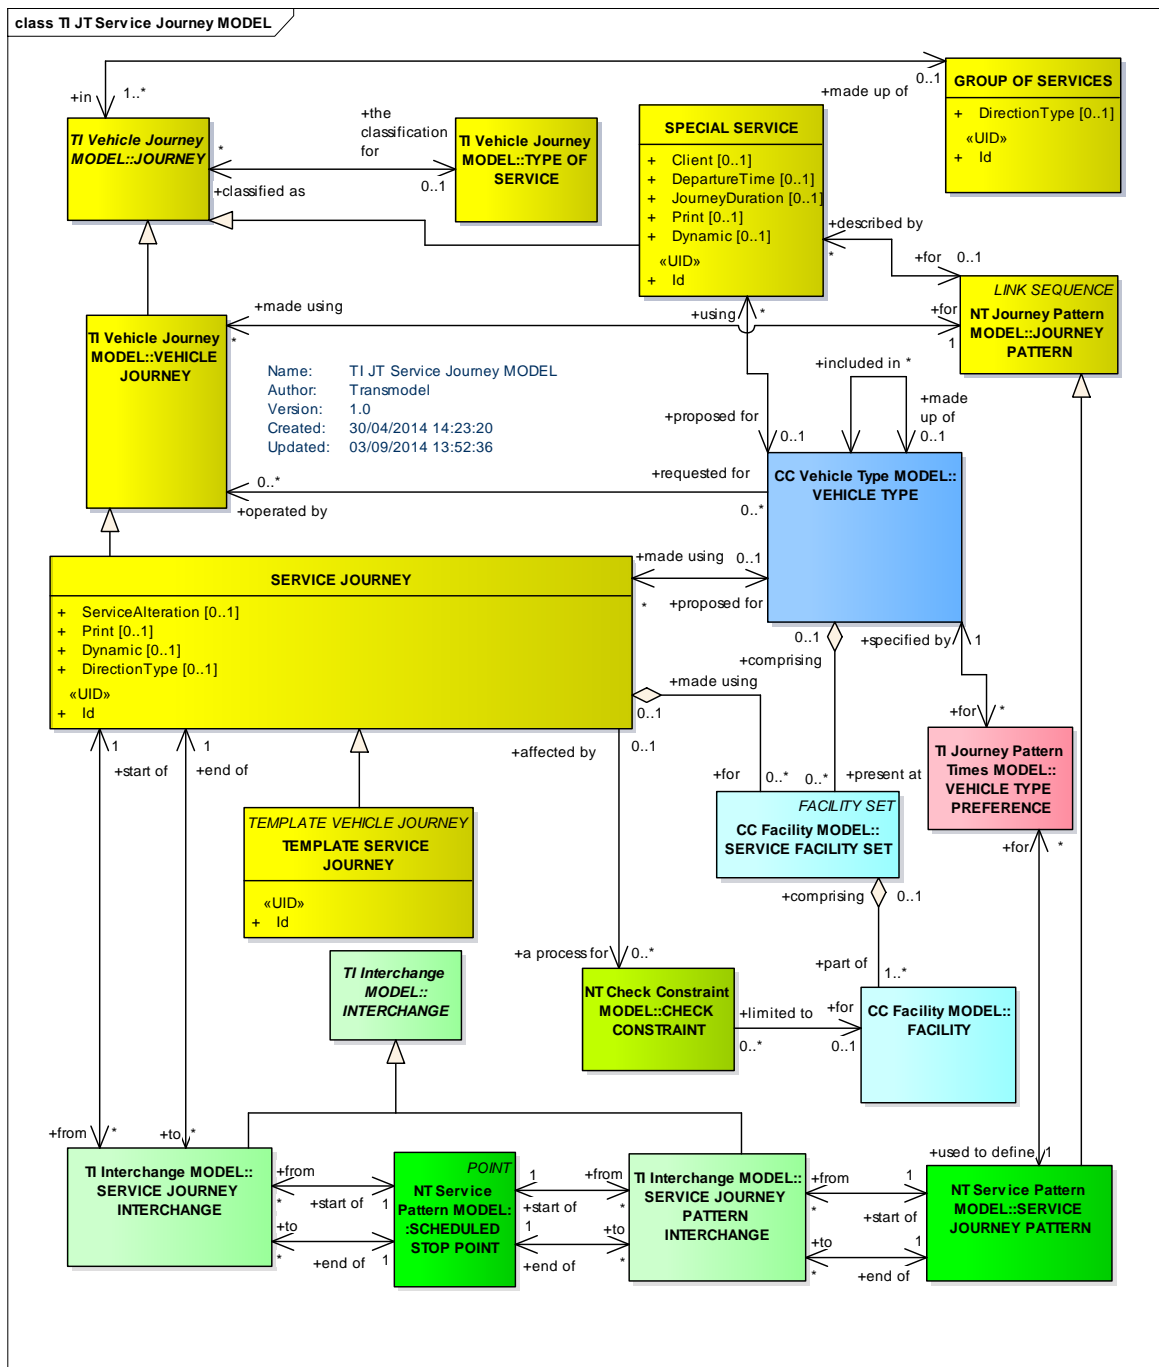 class TI JT Service Journey MODEL
+in
1..*
+made up of
0..1
GROUP OF SERVICES
+ DirectionType [0..1]
«UID»
+ Id
TI Vehicle Journey
MODEL::JOURNEY
*
+classified as
+the
classification
for
0..1
TI Vehicle Journey
MODEL::TYPE OF
SERVICE
SPECIAL SERVICE
+ Client [0..1]
+ DepartureTime [0..1]
+ JourneyDuration [0..1]
+ Print [0..1]
+ Dynamic [0..1]
«UID»
+ Id
+described by
*
+for
0..1
LINK SEQUENCE
NT Journey Pattern
MODEL::JOURNEY
PATTERN
+made using
*
+using
*
+for
1
TI Vehicle Journey
MODEL::VEHICLE
JOURNEY
Name: TI JT Service Journey MODEL
Author: Transmodel
Version: 1.0
Created: 30/04/2014 14:23:20
Updated: 03/09/2014 13:52:36
+included in *
+made
up of
0..1
+proposed for
0..1
+requested for
0..*
0..*
+operated by
CC Vehicle Type MODEL::
VEHICLE TYPE
SERVICE JOURNEY
+ ServiceAlteration [0..1]
+ Print [0..1]
+ Dynamic [0..1]
+ DirectionType [0..1]
«UID»
+ Id
+made using
0..1
*
+proposed for
0..1
+comprising
+specified by
1
+made using
0..1
+for
0..*
0..*
+present at
+for
*
TI Journey Pattern
Times MODEL::
VEHICLE TYPE
PREFERENCE
+for
*
1
+start of
1
+end of
+affected by
0..1
TEMPLATE VEHICLE JOURNEY
TEMPLATE SERVICE
JOURNEY
«UID»
+ Id
FACILITY SET
CC Facility MODEL::
SERVICE FACILITY SET
+comprising
0..1
+part of
1..*
+a process for
0..*
TI Interchange
MODEL::
INTERCHANGE
NT Check Constraint
MODEL::CHECK
CONSTRAINT
+limited to
0..*
+for
0..1
CC Facility MODEL::
FACILITY
+from
*
+to
*
+used to define
1
TI Interchange MODEL::
SERVICE JOURNEY
INTERCHANGE
+from
*
+start of
1
+to
*
+end of
1
POINT
NT Service
Pattern MODEL:
:SCHEDULED
STOP POINT
1
+start of
+from
*
1
+end of
+to
*
TI Interchange MODEL::
SERVICE JOURNEY
PATTERN
INTERCHANGE
+from
*
1
+start of
+to
*
1
+end of
NT Service Pattern
MODEL::SERVICE
JOURNEY PATTERN